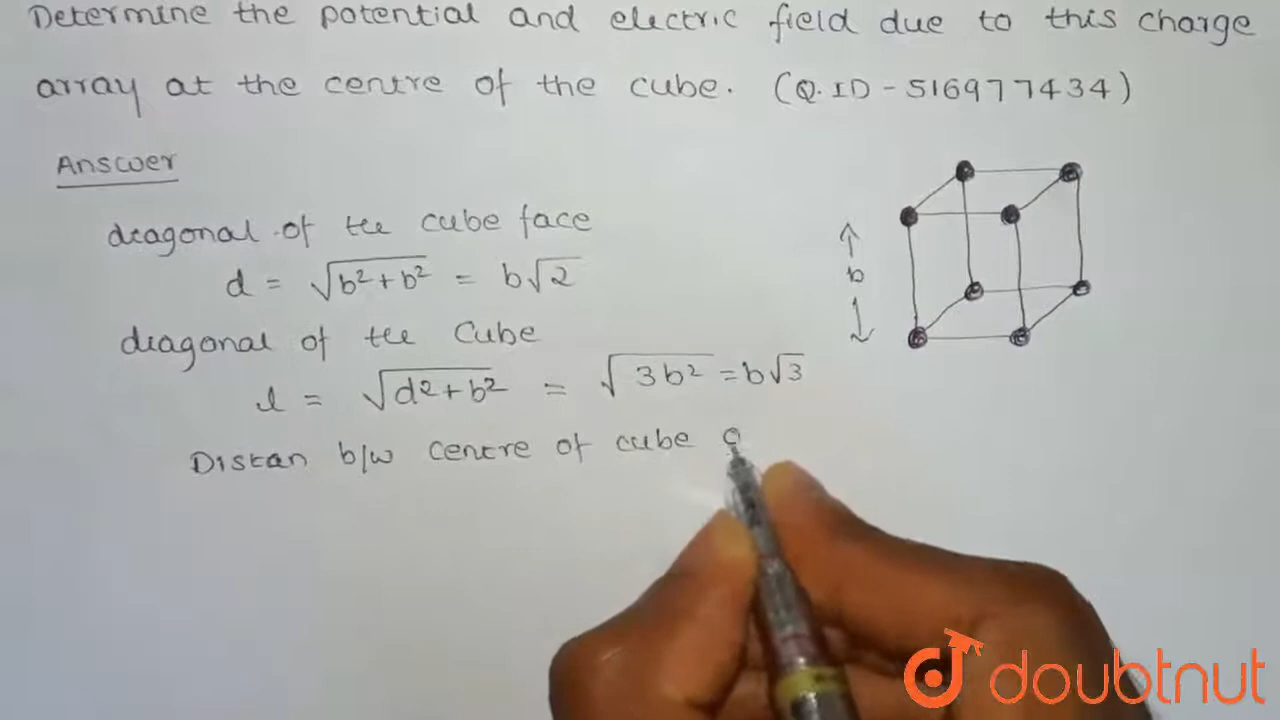 Determine the potential and electric field due to this charge
array at the centre of the cube. (Q.ID - 516977434)
Answer
diagonal of the cube face
d = √b²+b² = b√2
diagonal of the Cube
l = √d²+b² = √3b² = b√3
Distan b/w centre of cube
b
doubtnut